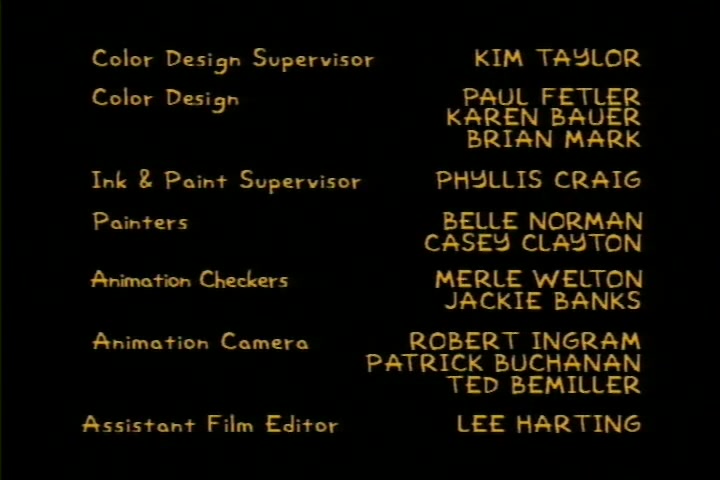 Color Design Supervisor KIM TAYLOR
Color Design PAUL FETLER
KAREN BAUER
BRIAN MARK
Ink & Paint Supervisor PHYLLIS CRAIG
Painters BELLE NORMAN
CASEY CLAYTON
Animation Checkers MERLE WELTON
JACKIE BANKS
Animation Camera ROBERT INGRAM
PATRICK BUCHANAN
TED BEMILLER
Assistant Film Editor LEE HARTING